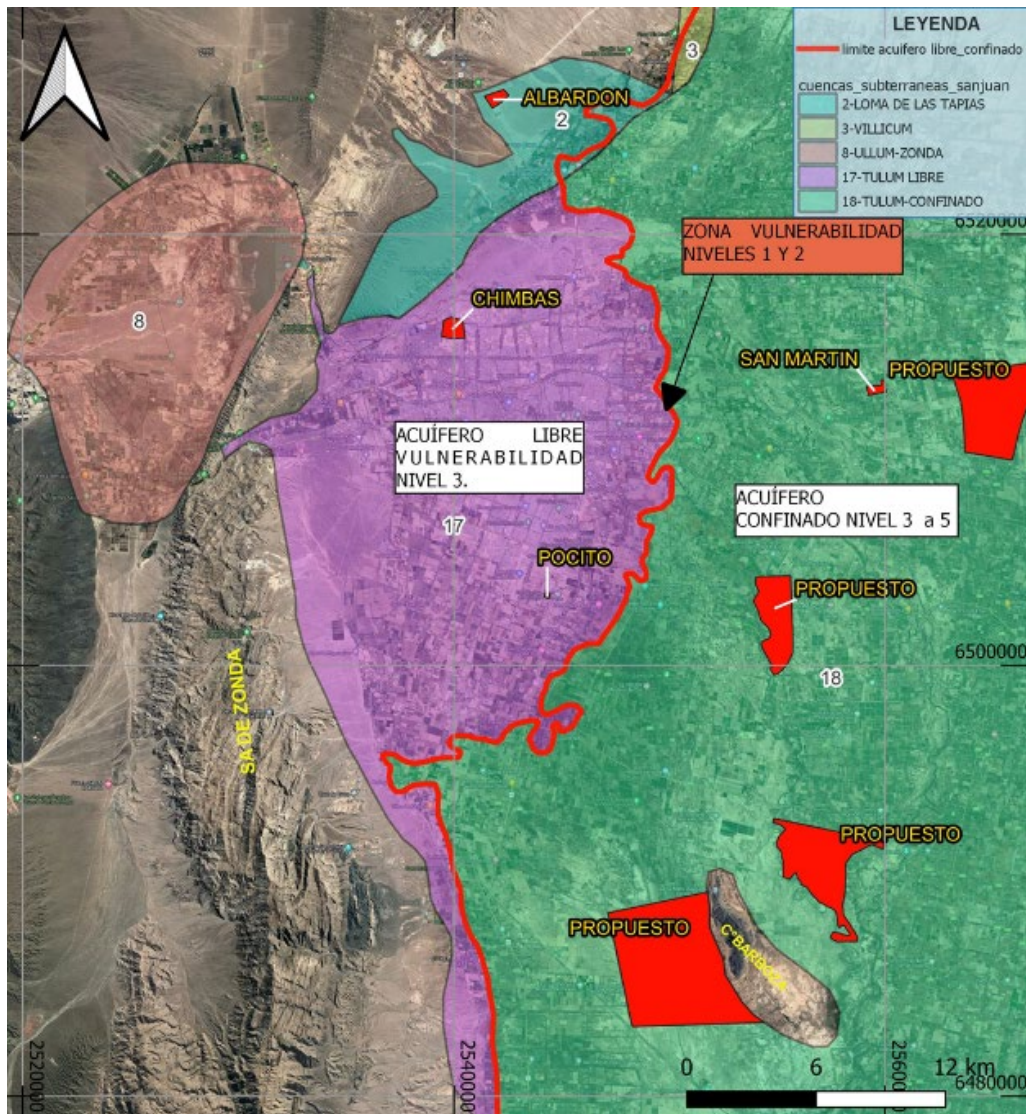 LEYENDA
limite acuifero libre_confinado
cuencas_subterraneas_sanjuan
2-LOMA DE LAS TAPIAS
3-VILLICUM
8-ULLUM-ZONDA
17-TULUM LIBRE
18-TULUM-CONFINADO
3
ALBARDON
2
6520000
ZONA VULNERABILIDAD
NIVELES 1 Y 2
CHIMBAS
8
SAN MARTIN
PROPUESTO
ACUÍFERO LIBRE
VULNERABILIDAD
NIVEL 3.
17
ACUÍFERO
CONFINADO NIVEL 3 a 5
POCITO
PROPUESTO
6500000
18
SA DE ZONDA
PROPUESTO
PROPUESTO
C° BARBOZA
2520000
2540000
25600
0 6 12 km
6480000